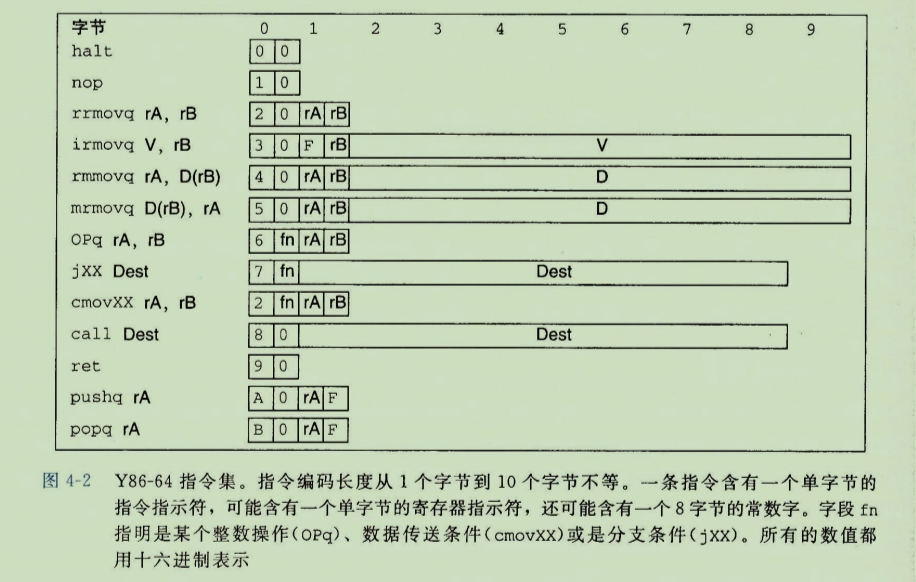 字节 0 1 2 3 4 5 6 7 8 9
halt 0 0
nop 1 0
rrmovq rA, rB 2 0 rA rB
irmovq V, rB 3 0 F rB V
rmmovq rA, D(rB) 4 0 rA rB D
mrmovq D(rB), rA 5 0 rA rB D
OPq rA, rB 6 fn rA rB
jXX Dest 7 fn Dest
cmovXX rA, rB 2 fn rA rB
call Dest 8 0 Dest
ret 9 0
pushq rA A 0 rA F
popq rA B 0 rA F
图 4-2 Y86-64 指令集。指令编码长度从 1 个字节到 10 个字节不等。一条指令含有一个单字节的
指令指示符，可能含有一个单字节的寄存器指示符，还可能含有一个 8 字节的常数字。字段 fn
指明是某个整数操作(OPq)、数据传送条件(cmovXX)或是分支条件(jXX)。所有的数值都
用十六进制表示